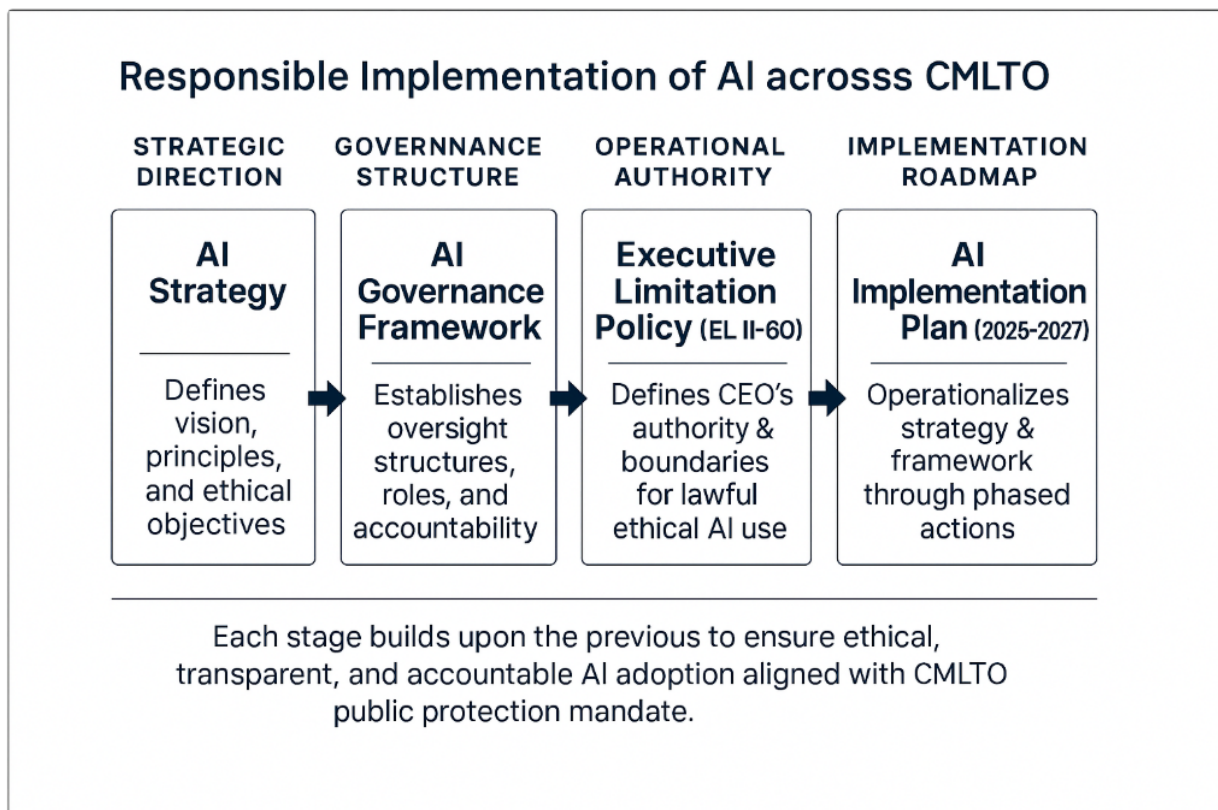 Responsible Implementation of AI acrosss CMLTO
STRATEGIC
DIRECTION
AI
Strategy
Defines
vision,
principles,
and ethical
objectives
GOVERNNANCE
STRUCTURE
AI
Governance
Framework
Establishes
oversight
structures,
roles, and
accountability
OPERATIONAL
AUTHORITY
Executive
Limitation
Policy (EL II-60)
Defines CEO's
authority &
boundaries
for lawful
ethical AI use
IMPLEMENTATION
ROADMAP
AI
Implementation
Plan (2025-2027)
Operationalizes
strategy &
framework
through phased
actions
Each stage builds upon the previous to ensure ethical,
transparent, and accountable AI adoption aligned with CMLTO
public protection mandate.